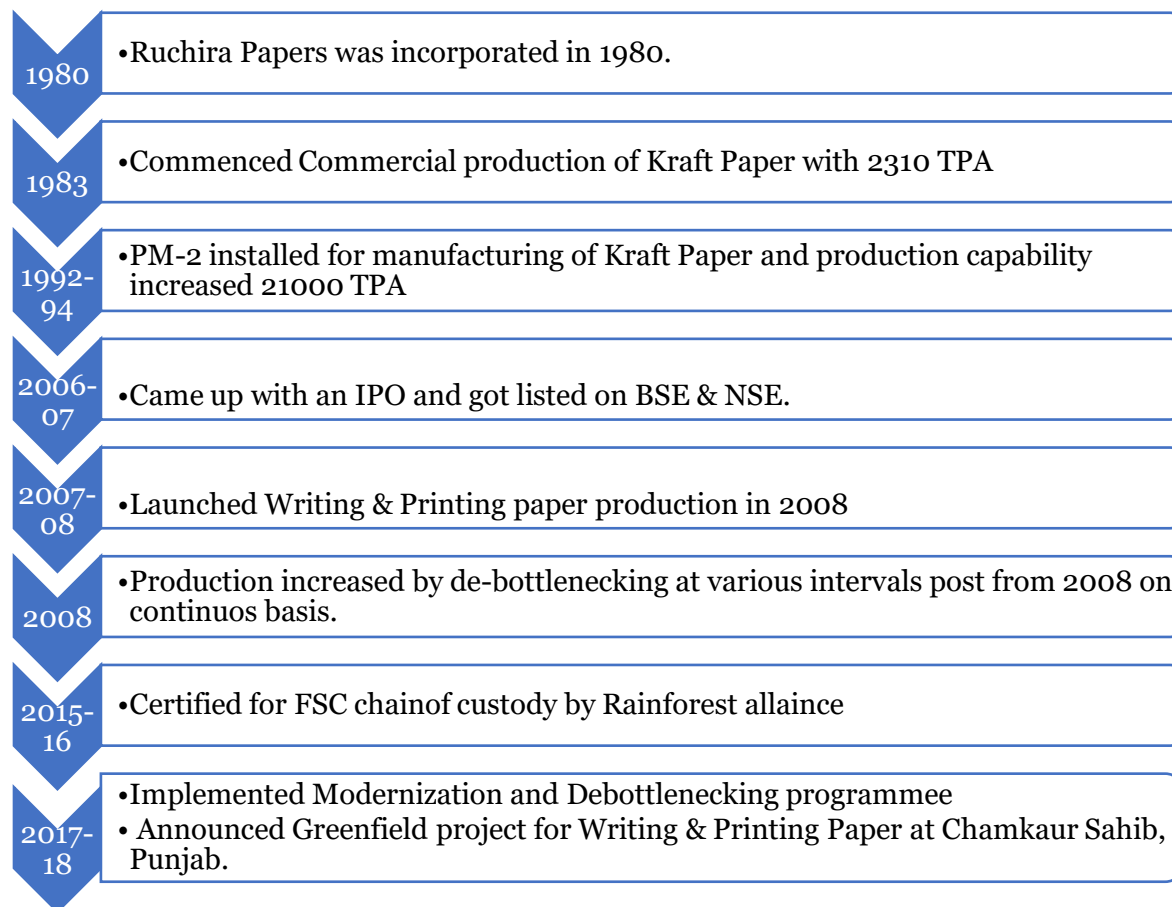 1980
•Ruchira Papers was incorporated in 1980.
1983
•Commenced Commercial production of Kraft Paper with 2310 TPA
1992-
94
•PM-2 installed for manufacturing of Kraft Paper and production capability
increased 21000 TPA
2006-
07
•Came up with an IPO and got listed on BSE & NSE.
2007-
08
•Launched Writing & Printing paper production in 2008
2008
•Production increased by de-bottlenecking at various intervals post from 2008 on
continuos basis.
2015-
16
•Certified for FSC chainof custody by Rainforest allaince
2017-
18
•Implemented Modernization and Debottlenecking programmee
• Announced Greenfield project for Writing & Printing Paper at Chamkaur Sahib,
Punjab.